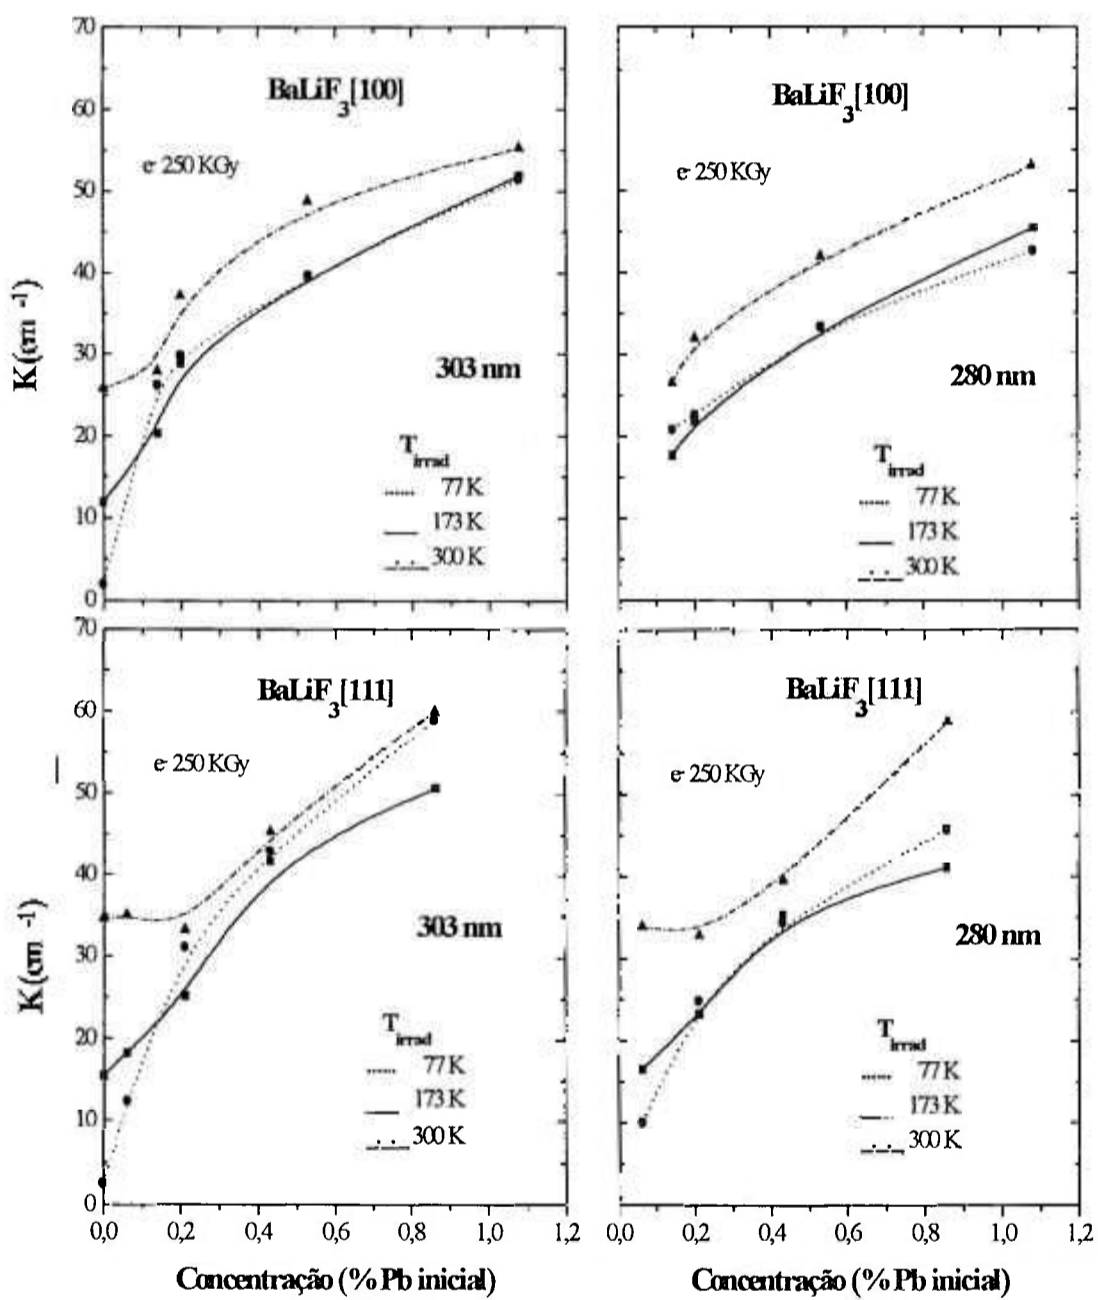 70
60
50
40
30
20
10
0
K (cm -1)
BaLiF3[100]
e- 250 KGy
303 nm
Tirrad
77 K
173 K
300 K
BaLiF3[100]
e- 250 KGy
280 nm
Tirrad
77 K
173 K
300 K
70
60
50
40
30
20
10
0
K (cm -1)
BaLiF3[111]
e- 250 KGy
303 nm
Tirrad
77 K
173 K
300 K
0,0 0,2 0,4 0,6 0,8 1,0 1,2
Concentração (% Pb inicial)
BaLiF3[111]
e- 250 KGy
280 nm
Tirrad
77 K
173 K
300 K
0,0 0,2 0,4 0,6 0,8 1,0 1,2
Concentração (% Pb inicial)